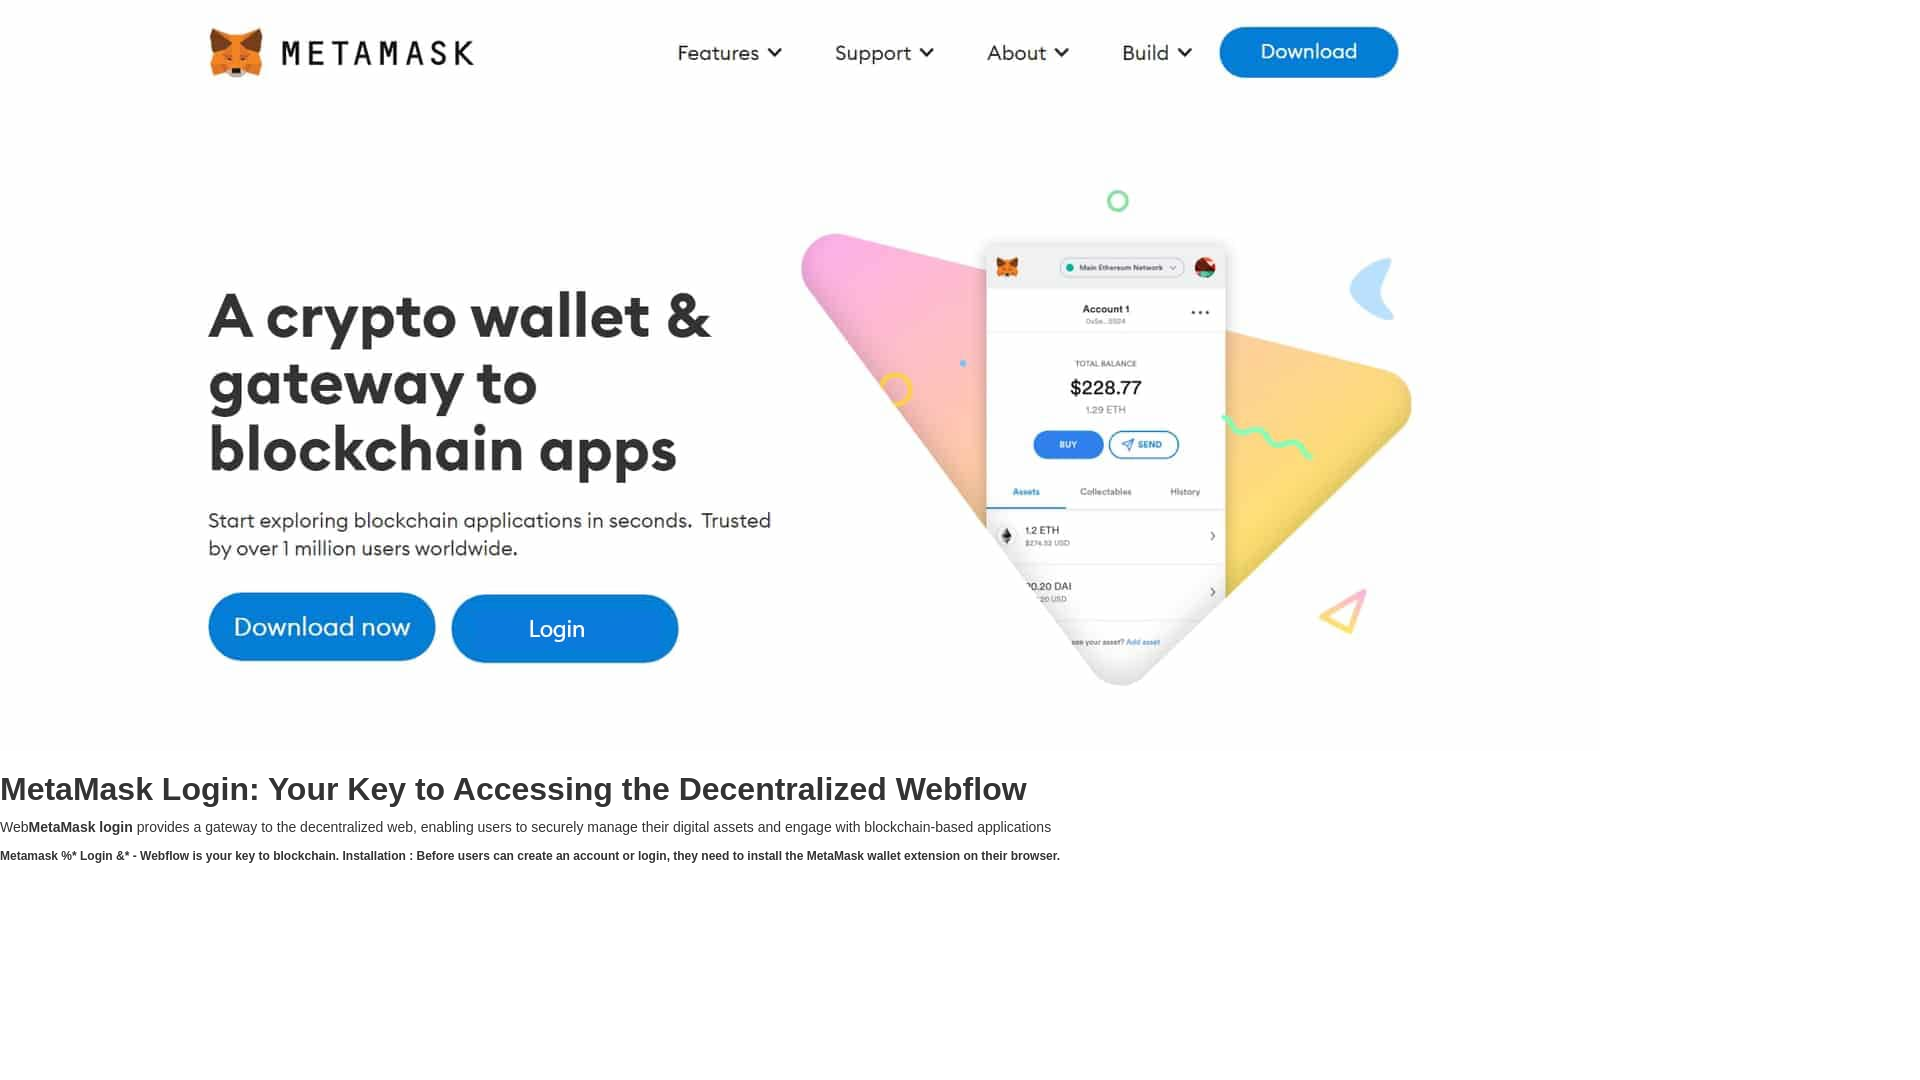 METAMASK
Features
Support
About
Build
Download
A crypto wallet &
gateway to
blockchain apps
Start exploring blockchain applications in seconds. Trusted
by over 1 million users worldwide.
Download now
Login
Main Ethereum Network
Account 1
TOTAL BALANCE
$228.77
1.29 ETH
BUY
SEND
Assets
Collectables
History
1.2 ETH
$274.52 USD
0.20 DAI
.20 USD
see your asset? Add asset
MetaMask Login: Your Key to Accessing the Decentralized Webflow
WebMetaMask login provides a gateway to the decentralized web, enabling users to securely manage their digital assets and engage with blockchain-based applications
Metamask %* Login &* - Webflow is your key to blockchain. Installation : Before users can create an account or login, they need to install the MetaMask wallet extension on their browser.